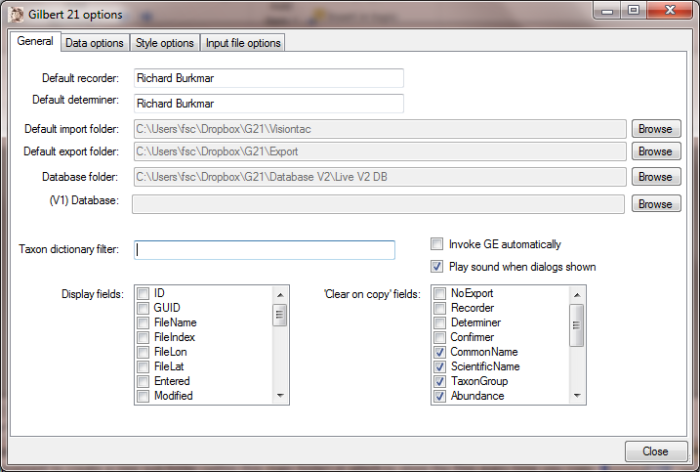 Gilbert 21 options
General Data options Style options Input file options
Default recorder: Richard Burkmar
Default determiner: Richard Burkmar
Default import folder: C:\Users\fsc\Dropbox\G21\Visiontac Browse
Default export folder: C:\Users\fsc\Dropbox\G21\Export Browse
Database folder: C:\Users\fsc\Dropbox\G21\Database V2\Live V2 DB Browse
(V1) Database: Browse
Taxon dictionary filter: Invoke GE automatically
Play sound when dialogs shown
Display fields: ID 'Clear on copy' fields: NoExport
GUID Recorder
FileName Determiner
FileIndex Confirmer
FileLon CommonName
FileLat ScientificName
Entered TaxonGroup
Modified Abundance
Close